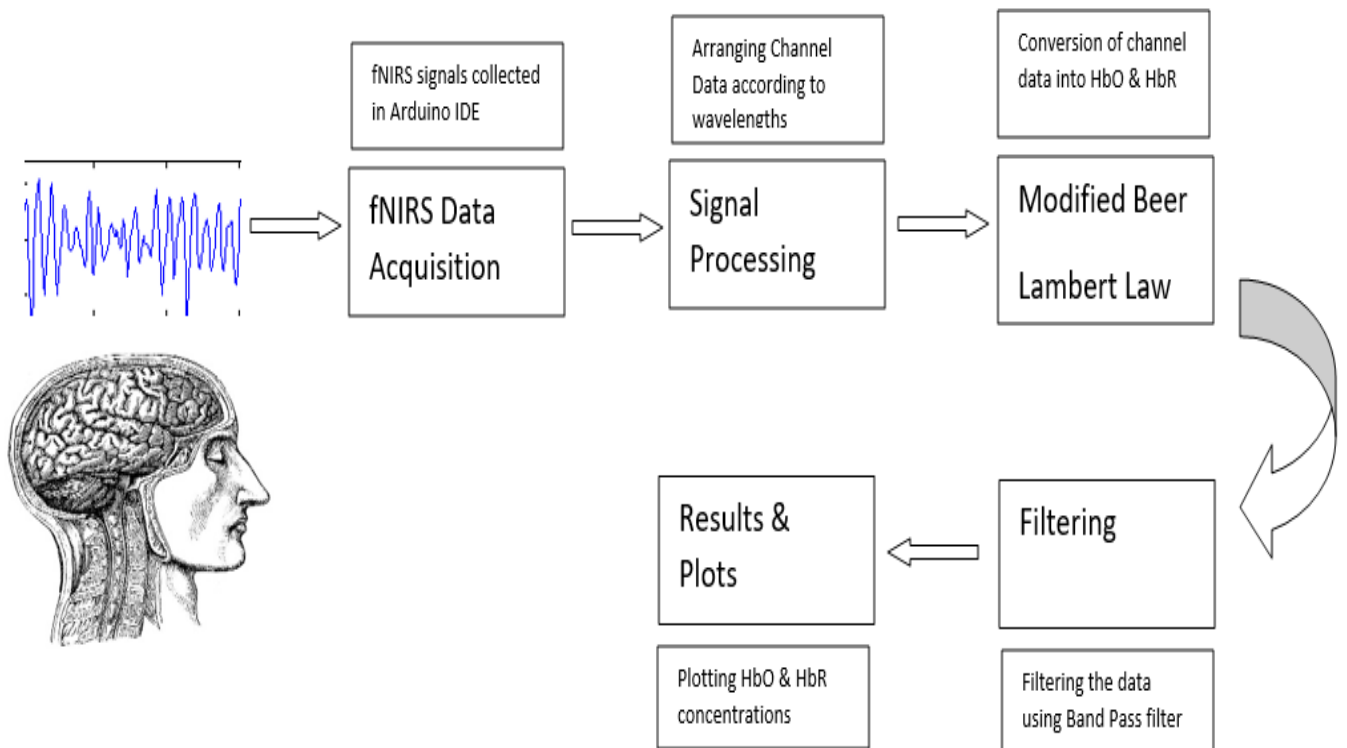 fNIRS signals collected
in Arduino IDE
fNIRS Data
Acquisition
Arranging Channel
Data according to
wavelengths
Signal
Processing
Conversion of channel
data into HbO & HbR
Modified Beer
Lambert Law
Filtering
Filtering the data
using Band Pass filter
Results &
Plots
Plotting HbO & HbR
concentrations